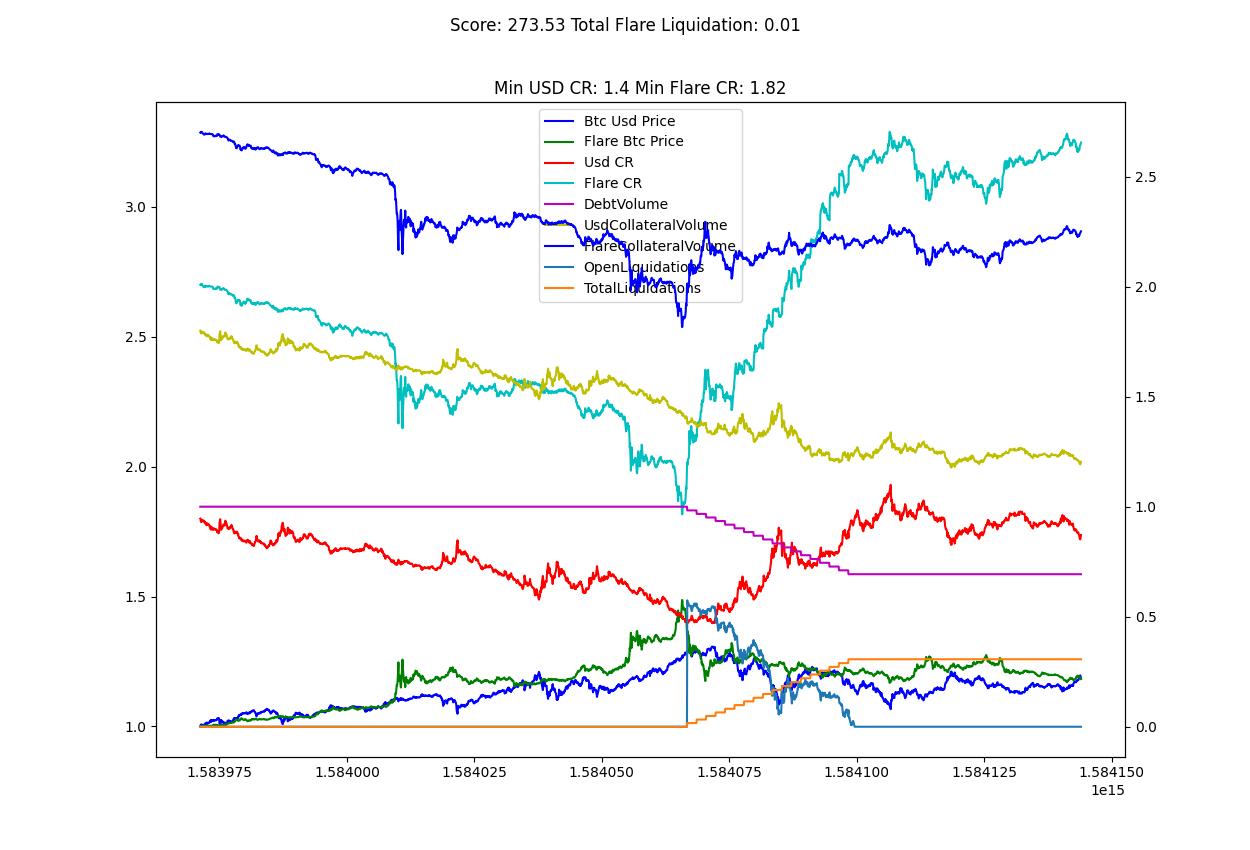 Score: 273.53 Total Flare Liquidation: 0.01
Min USD CR: 1.4 Min Flare CR: 1.82
Btc Usd Price
Flare Btc Price
Usd CR
Flare CR
DebtVolume
UsdCollateralVolume
FlareCollateralVolume
OpenLiquidations
TotalLiquidations
3.0
2.5
2.0
1.5
1.0
2.5
2.0
1.5
1.0
0.5
0.0
1.583975 1.584000 1.584025 1.584050 1.584075 1.584100 1.584125 1.584150
1e15